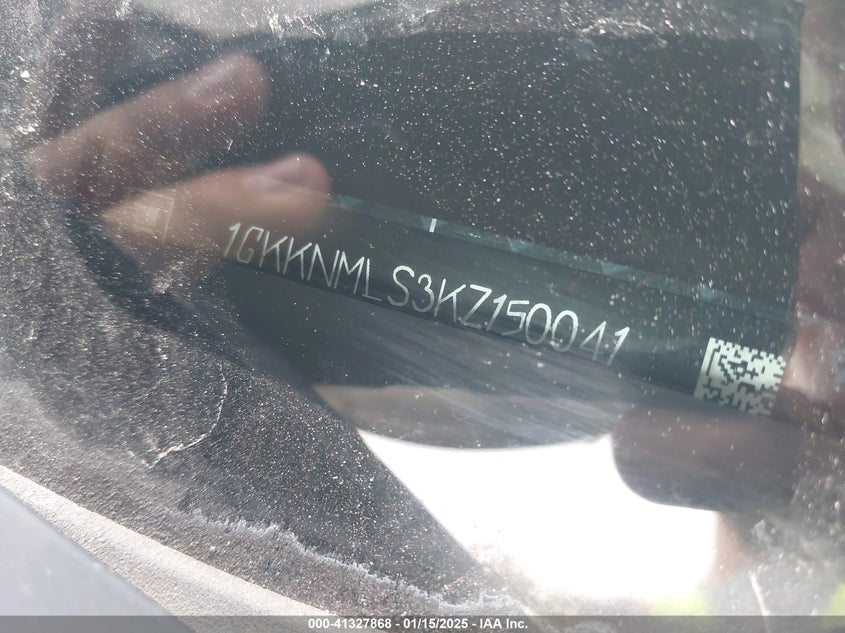 1GKKNMLS3KZ150041
000-41327868 - 01/15/2025 - IAA Inc.